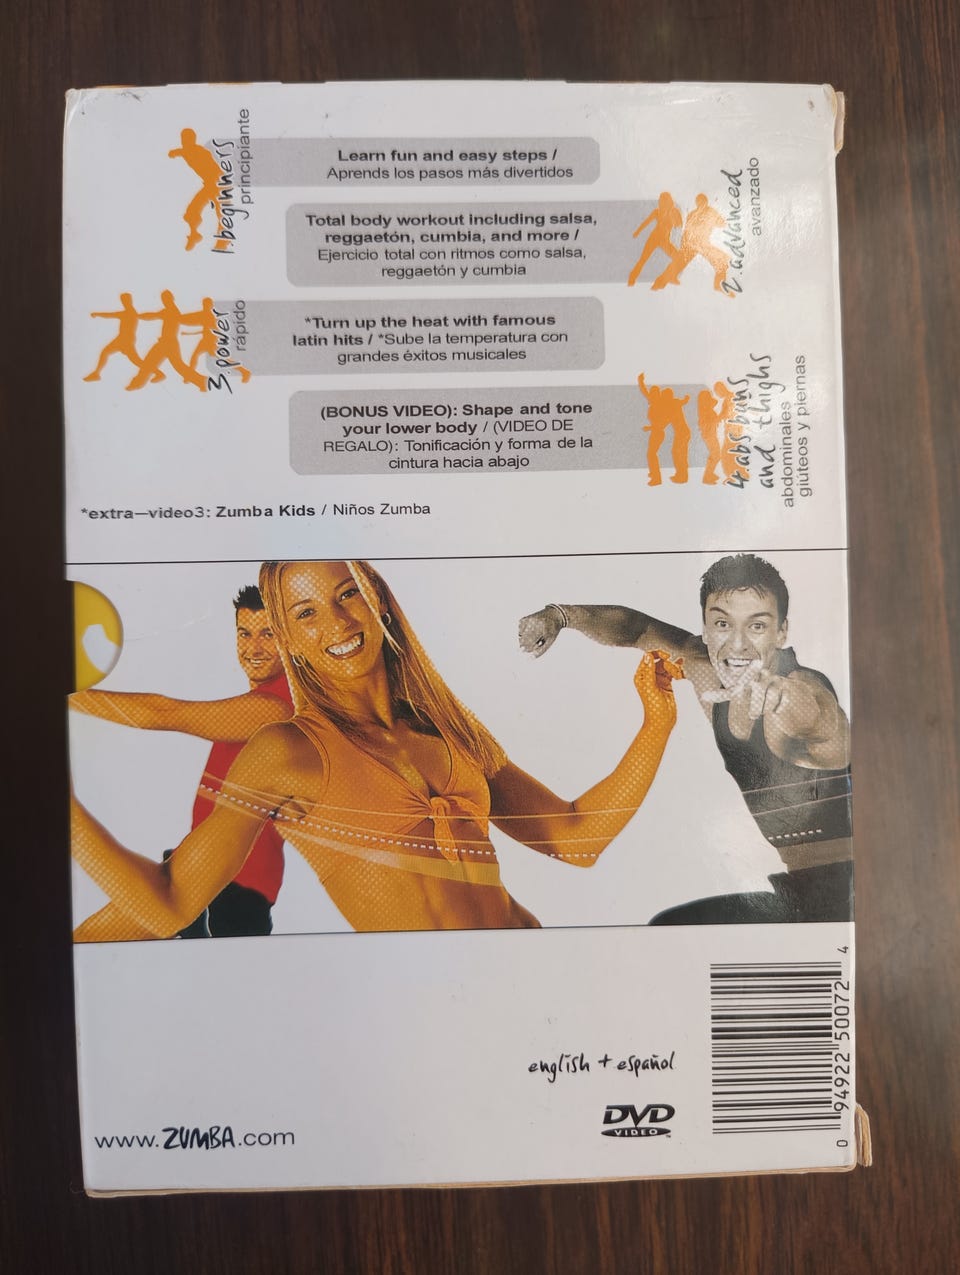 1.beginners
principiante
Learn fun and easy steps /
Aprends los pasos más divertidos
Total body workout including salsa,
reggaetón, cumbia, and more /
Ejercicio total con ritmos como salsa,
reggaetón y cumbia
2.advanced
avanzado
3.power
rápido
*Turn up the heat with famous
latin hits / *Sube la temperatura con
grandes éxitos musicales
(BONUS VIDEO): Shape and tone
your lower body / (VIDEO DE
REGALO): Tonificación y forma de la
cintura hacia abajo
4.abs buns
and thighs
abdominales
giúteos y piernas
*extra—video3: Zumba Kids / Niños Zumba
english + español
DVD
VIDEO
www.ZUMBA.com
0 94922 50072 4